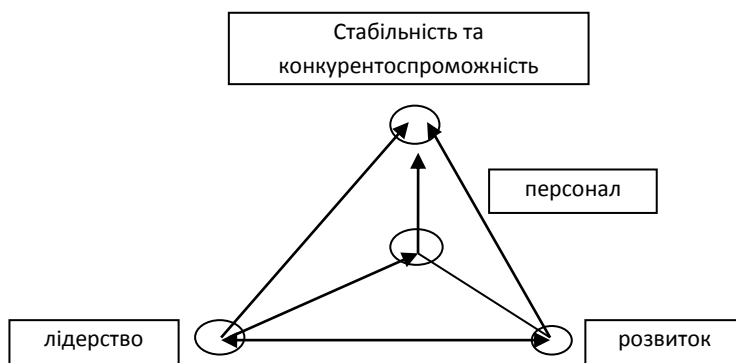 Стабільність та
конкурентоспроможність
персонал
лідерство
розвиток